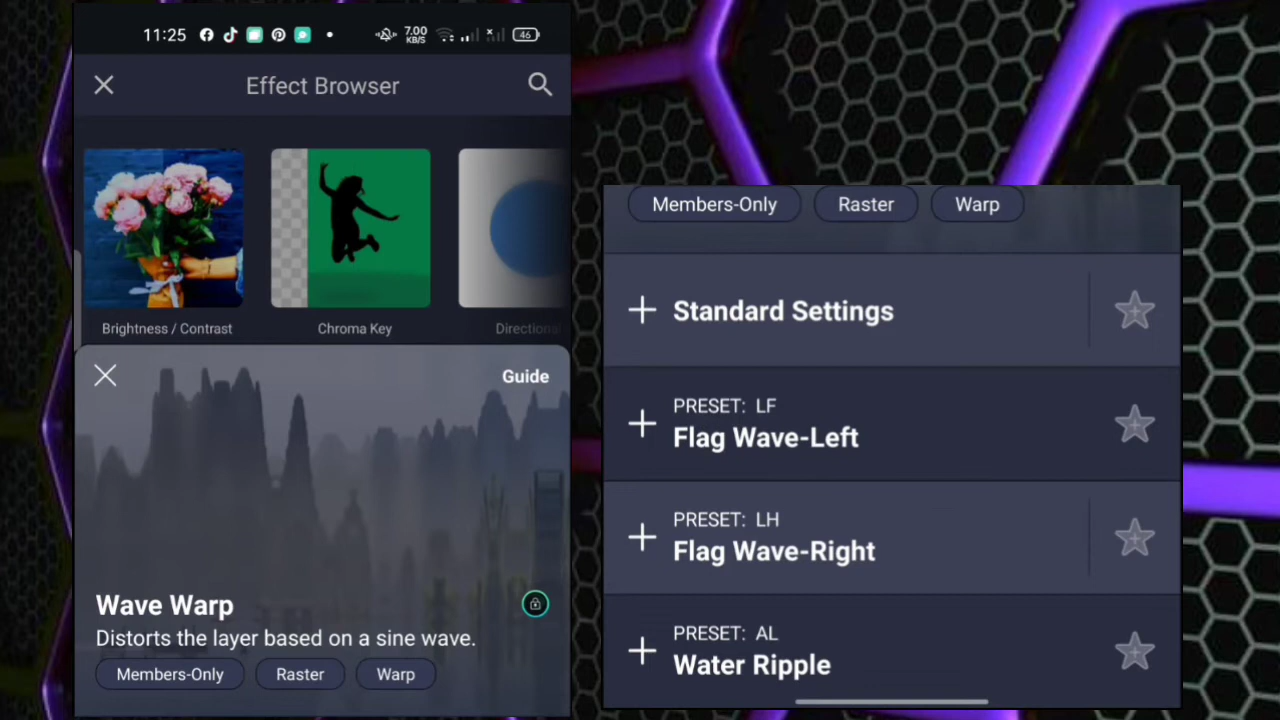 11:25
7.00
KB/S
46
Effect Browser
Brightness / Contrast
Chroma Key
Directiona
Guide
Wave Warp
Distorts the layer based on a sine wave.
Members-Only
Raster
Warp
Members-Only
Raster
Warp
Standard Settings
PRESET: LF
Flag Wave-Left
PRESET: LH
Flag Wave-Right
PRESET: AL
Water Ripple